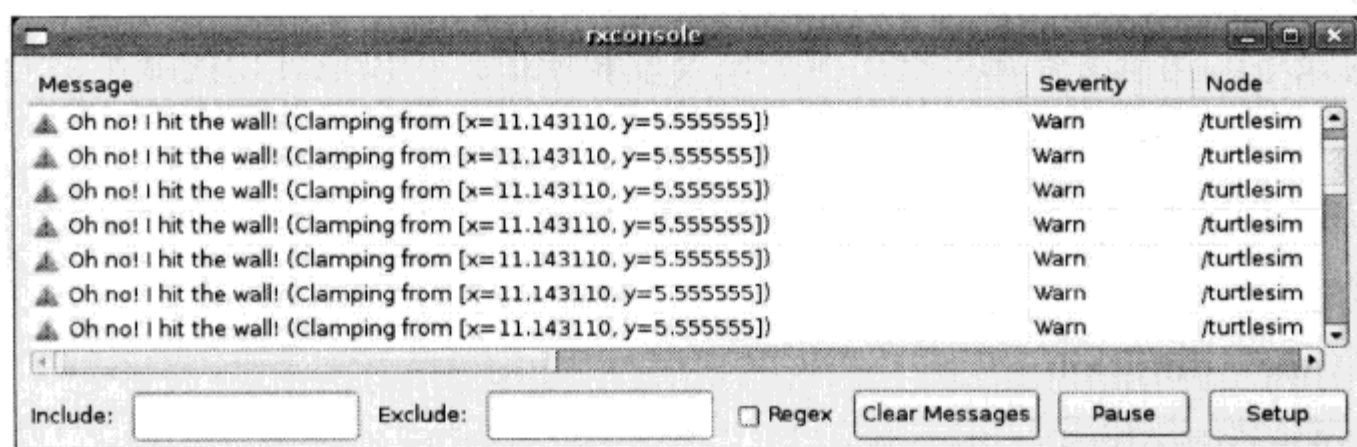 rxconsole
Message Severity Node
Oh no! I hit the wall! (Clamping from [x=11.143110, y=5.555555]) Warn /turtlesim
Oh no! I hit the wall! (Clamping from [x=11.143110, y=5.555555]) Warn /turtlesim
Oh no! I hit the wall! (Clamping from [x=11.143110, y=5.555555]) Warn /turtlesim
Oh no! I hit the wall! (Clamping from [x=11.143110, y=5.555555]) Warn /turtlesim
Oh no! I hit the wall! (Clamping from [x=11.143110, y=5.555555]) Warn /turtlesim
Oh no! I hit the wall! (Clamping from [x=11.143110, y=5.555555]) Warn /turtlesim
Oh no! I hit the wall! (Clamping from [x=11.143110, y=5.555555]) Warn /turtlesim
Include: Exclude: Regex Clear Messages Pause Setup